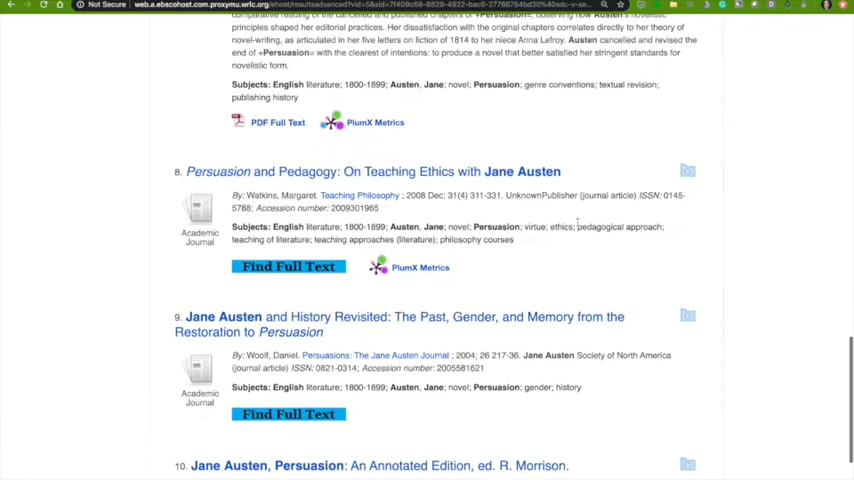 Not Secure | web.a.ebscohost.com.proxymu.wrlc.org
comparative reading of the cancelled and published chapters of +Persuasion=, observing how Austen's novelistic
principles shaped her editorial practices. Her dissatisfaction with the original chapters correlates directly to her theory of
novel-writing, as articulated in her five letters on fiction of 1814 to her niece Anna Lefroy. Austen cancelled and revised the
end of +Persuasion= with the clearest of intentions: to produce a novel that better satisfied her stringent standards for
novelistic form.
Subjects: English literature; 1800-1899; Austen, Jane; novel; Persuasion; genre conventions; textual revision;
publishing history
PDF Full Text
PlumX Metrics
8. Persuasion and Pedagogy: On Teaching Ethics with Jane Austen
By: Watkins, Margaret. Teaching Philosophy ; 2008 Dec; 31(4) 311-331. UnknownPublisher (journal article) ISSN: 0145-
5788; Accession number: 2009301965
Academic
Journal
Subjects: English literature; 1800-1899; Austen, Jane; novel; Persuasion; virtue; ethics; pedagogical approach;
teaching of literature; teaching approaches (literature); philosophy courses
Find Full Text
PlumX Metrics
9. Jane Austen and History Revisited: The Past, Gender, and Memory from the
Restoration to Persuasion
By: Woolf, Daniel. Persuasions: The Jane Austen Journal ; 2004; 26 217-36. Jane Austen Society of North America
(journal article) ISSN: 0821-0314; Accession number: 2005581621
Academic
Journal
Subjects: English literature; 1800-1899; Austen, Jane; novel; Persuasion; gender; history
Find Full Text
10. Jane Austen, Persuasion: An Annotated Edition, ed. R. Morrison.